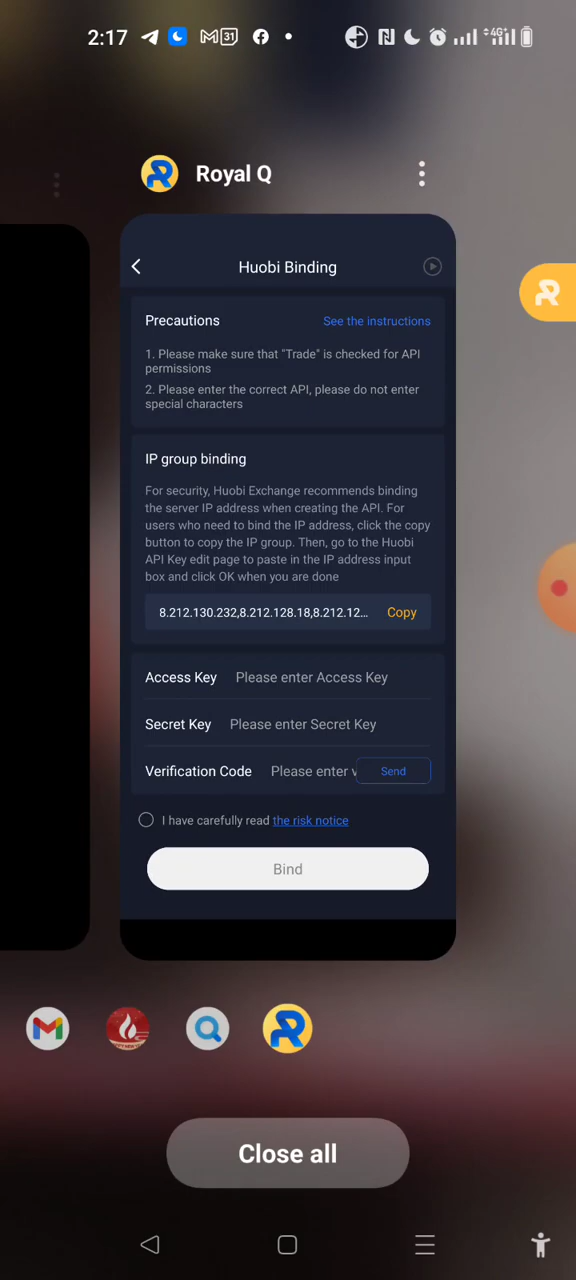 2:17
31
4G+
Royal Q
Huobi Binding
Precautions
See the instructions
1. Please make sure that "Trade" is checked for API
permissions
2. Please enter the correct API, please do not enter
special characters
IP group binding
For security, Huobi Exchange recommends binding
the server IP address when creating the API. For
users who need to bind the IP address, click the copy
button to copy the IP group. Then, go to the Huobi
API Key edit page to paste in the IP address input
box and click OK when you are done
8.212.130.232,8.212.128.18,8.212.12... Copy
Access Key Please enter Access Key
Secret Key Please enter Secret Key
Verification Code Please enter v Send
I have carefully read the risk notice
Bind
Close all